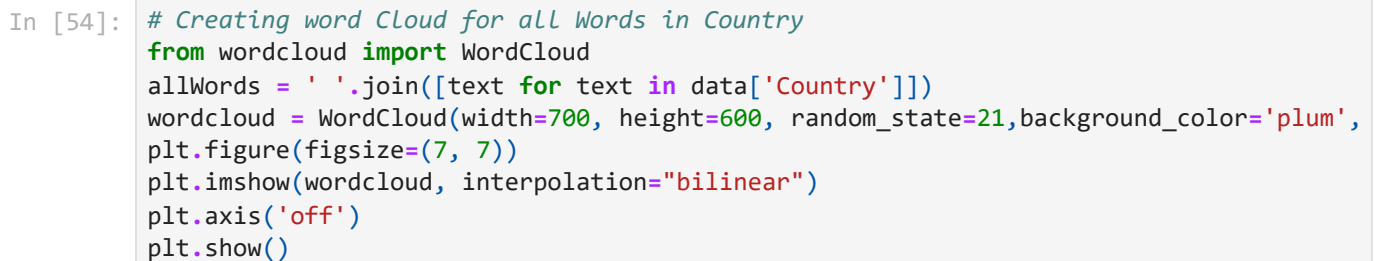 In [54]: # Creating word Cloud for all Words in Country
from wordcloud import WordCloud
allWords = ' '.join([text for text in data['Country']])
wordcloud = WordCloud(width=700, height=600, random_state=21,background_color='plum',
plt.figure(figsize=(7, 7))
plt.imshow(wordcloud, interpolation="bilinear")
plt.axis('off')
plt.show()